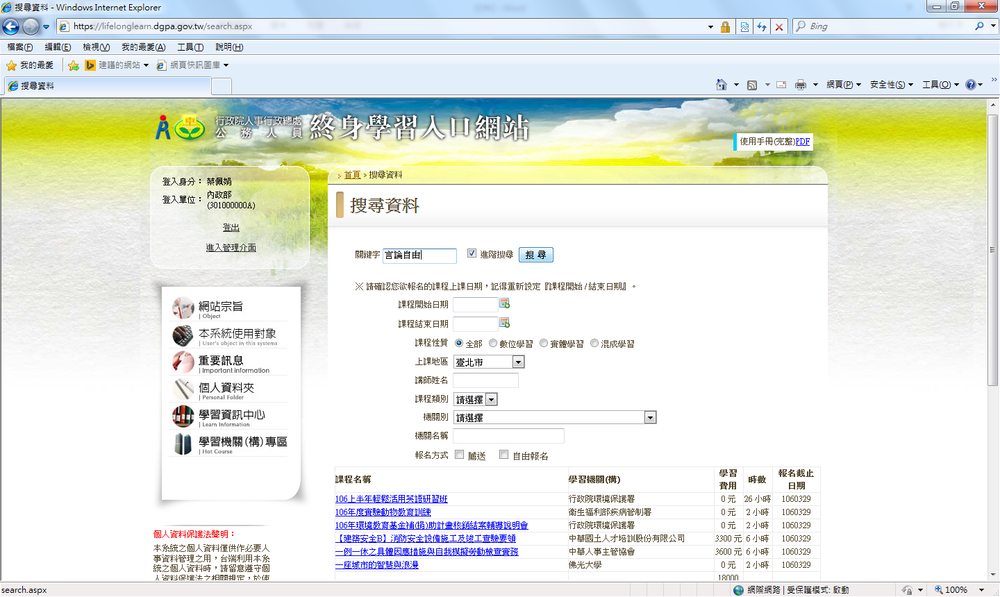 搜尋資料 - Windows Internet Explorer
https://lifelonglearn.dgpa.gov.tw/search.aspx
Bing
檔案(F) 編輯(E) 檢視(V) 我的最愛(A) 工具(T) 說明(H)
我的最愛 建議的網站 網頁快訊圖庫
搜尋資料
網頁(P) 安全性(S) 工具(O)
行政院人事行政總處
公務人員 終身學習入口網站
使用手冊(完整)PDF
登入身分： 蔡佩娟
登入單位： 內政部
(301000000A)
登出
進入管理介面
網站宗旨
| Object
本系統使用對象
| User's object in this systems
重要訊息
| Important information
個人資料夾
| Personal Folder
學習資訊中心
| Learn Information
學習機關(構)專區
| Hot Course
個人資料保護法聲明：
本系統之個人資料僅供作必要人
事資料管理之用，台端利用本系
統之個人資料時，請留意遵守個
人資料保護法之相關規定，於使
首頁 > 搜尋資料
搜尋資料
關鍵字 言論自由 進階搜尋 搜 尋
※ 請確認您欲報名的課程上課日期，記得重新設定『課程開始 / 結束日期』。
課程開始日期
課程結束日期
課程性質 全部 數位學習 實體學習 混成學習
上課地區 臺北市
講師姓名
課程類別 請選擇
機關別 請選擇
機關名稱
報名方式 薦送 自由報名
課程名稱 學習機關(構) 學習費用 時數 報名截止日期
106上半年輕鬆活用英語研習班 行政院環境保護署 0 元 26 小時 1060329
106年度實驗動物教育訓練 衛生福利部疾病管制署 0 元 2 小時 1060329
106年環境教育基金補(捐)助計畫核銷結案輔導說明會 行政院環境保護署 0 元 2 小時 1060329
【建築安全B】消防安全設備施工及竣工查驗要領 中華國土人才培訓股份有限公司 3300 元 6 小時 1060329
一例一休之具體因應措施與自我模擬勞動檢查實務 中華人事主管協會 3600 元 6 小時 1060329
一座城市的智慧與浪漫 佛光大學 0 元 2 小時 1060329
18000
search.aspx
網際網路 | 受保護模式: 啟動
100%